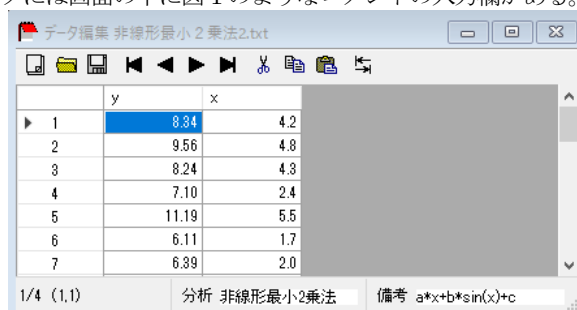 には画面の下に図1のようなコメントの入力欄がある。
データ編集 非線形最小2乗法2.txt
y x
1 8.34 4.2
2 9.56 4.8
3 8.24 4.3
4 7.10 2.4
5 11.19 5.5
6 6.11 1.7
7 6.39 2.0
1/4 (1,1) 分析 非線形最小2乗法 備考 a*x+b*sin(x)+c